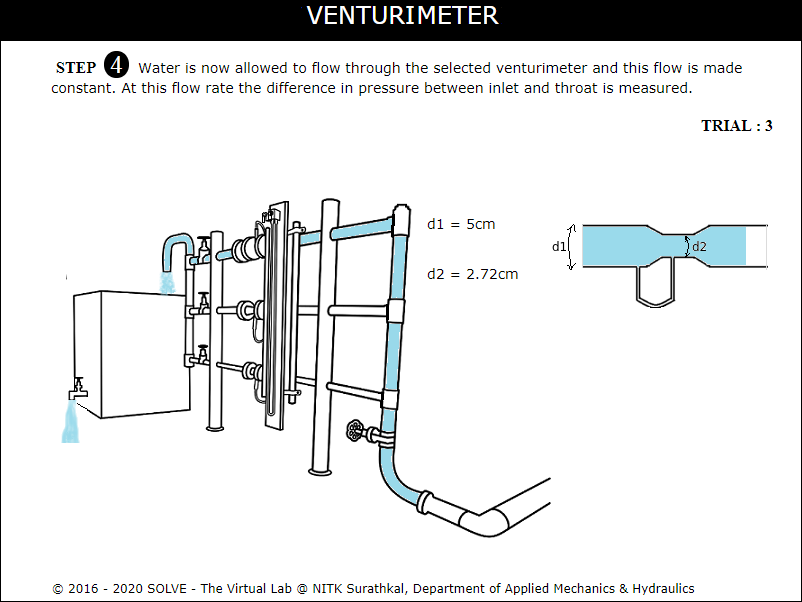 VENTURIMETER
STEP 4 Water is now allowed to flow through the selected venturimeter and this flow is made
constant. At this flow rate the difference in pressure between inlet and throat is measured.
TRIAL : 3
d1 = 5cm
d2 = 2.72cm
d1
d2
© 2016 - 2020 SOLVE - The Virtual Lab @ NITK Surathkal, Department of Applied Mechanics & Hydraulics